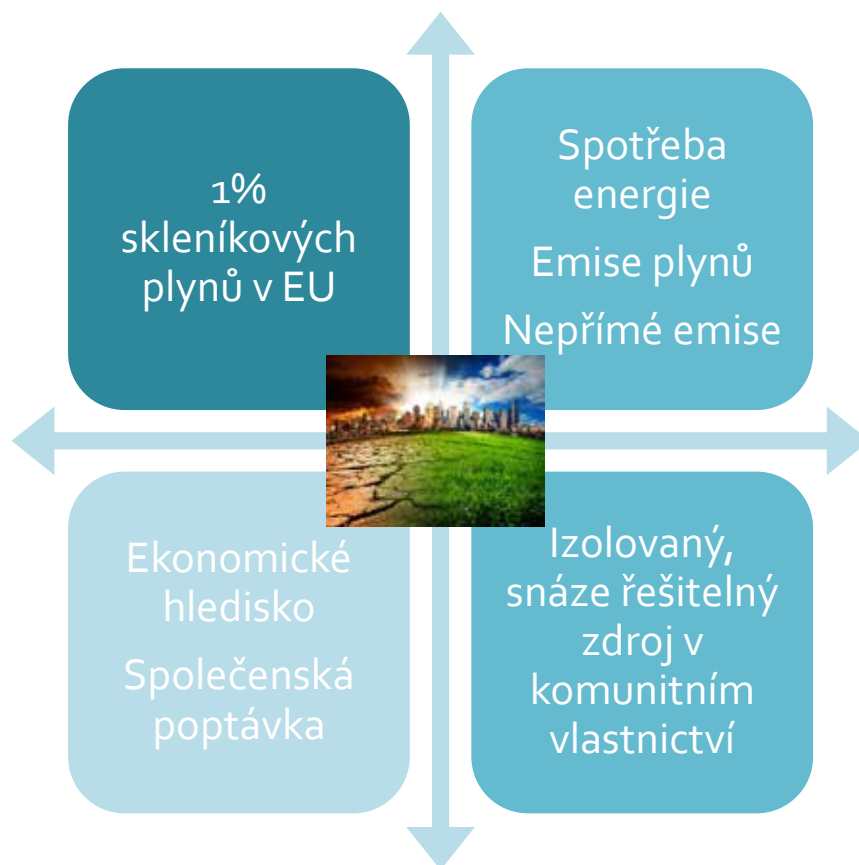 1%
skleníkových
plynů v EU
Spotřeba
energie
Emise plynů
Nepřímé emise
Ekonomické
hledisko
Společenská
poptávka
Izolovaný,
snáze řešitelný
zdroj v
komunitním
vlastnictví